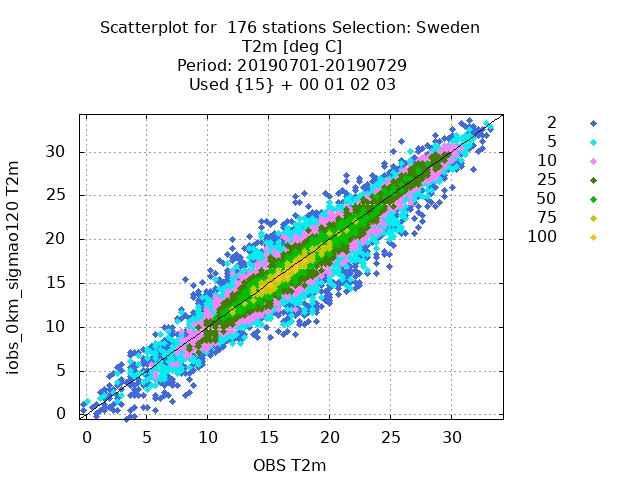 Scatterplot for  176 stations Selection: Sweden
T2m [deg C]
Period: 20190701-20190729
Used {15} + 00 01 02 03
iobs_0km_sigmao120 T2m
30
25
20
15
10
5
0
0 5 10 15 20 25 30
OBS T2m
2
5
10
25
50
75
100